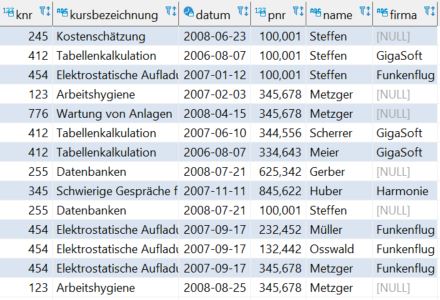 123 knr ABC kursbezeichnung datum 123 pnr ABC name ABC firma
245 Kostenschätzung 2008-06-23 100,001 Steffen [NULL]
412 Tabellenkalkulation 2006-08-07 100,001 Steffen GigaSoft
454 Elektrostatische Auflad 2007-01-12 100,001 Steffen Funkenflug
123 Arbeitshygiene 2007-02-03 345,678 Metzger [NULL]
776 Wartung von Anlagen 2008-04-15 345,678 Metzger [NULL]
412 Tabellenkalkulation 2007-06-10 344,556 Scherrer GigaSoft
412 Tabellenkalkulation 2006-08-07 334,643 Meier GigaSoft
255 Datenbanken 2008-07-21 625,342 Gerber [NULL]
345 Schwierige Gespräche f 2007-11-11 845,622 Huber Harmonie
255 Datenbanken 2008-07-21 100,001 Steffen [NULL]
454 Elektrostatische Auflad 2007-09-17 232,452 Müller Funkenflug
454 Elektrostatische Auflad 2007-09-17 132,442 Osswald Funkenflug
454 Elektrostatische Auflad 2007-09-17 345,678 Metzger Funkenflug
123 Arbeitshygiene 2008-08-25 345,678 Metzger [NULL]